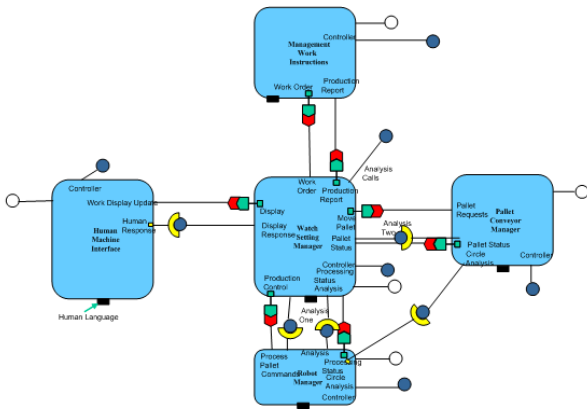 Controller
Management
Work
Instructions
Work Order
Production
Report
Analysis
Calls
Controller
Work Display Update
Human
Response
Human
Machine
Interface
Human Language
Work
Order
Production
Report
Display
Display
Response
Watch
Setting
Manager
Move
Pallet
Pallet
Status
Analysis
Two
Controller
Processing
Status
Analysis
Production
Control
Pallet
Requests
Pallet
Conveyor
Manager
Pallet Status
Circle
Analysis
Controller
Analysis
One
Process
Pallet
Commands
Analysis
Processing
Status
Robot
Manager
Circle
Analysis
Controller